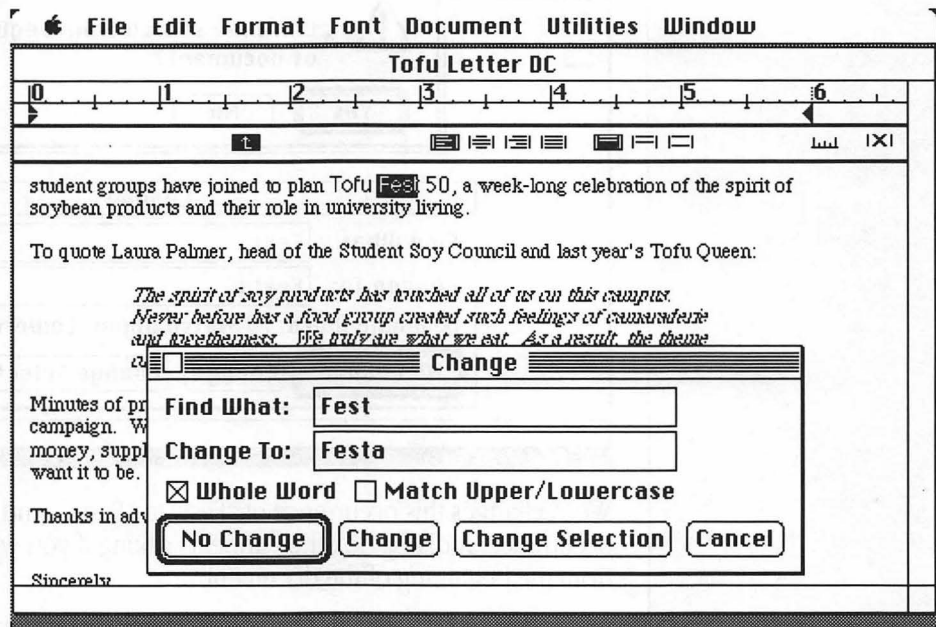 File Edit Format Font Document Utilities Window
Tofu Letter DC
0 1 2 3 4 5 6
student groups have joined to plan Tofu Fest 50, a week-long celebration of the spirit of
soybean products and their role in university living.
To quote Laura Palmer, head of the Student Soy Council and last year's Tofu Queen:
The spirit of soy products has touched all of us on this campus.
Never before has a food group created such feelings of camaraderie
and togetherness. We truly are what we eat. As a result, the theme
Change
Minutes of pr
Find What: Fest
campaign. W
money, suppl
Change To: Festa
want it to be.
Whole Word Match Upper/Lowercase
Thanks in adv
No Change Change Change Selection Cancel
Sincerely